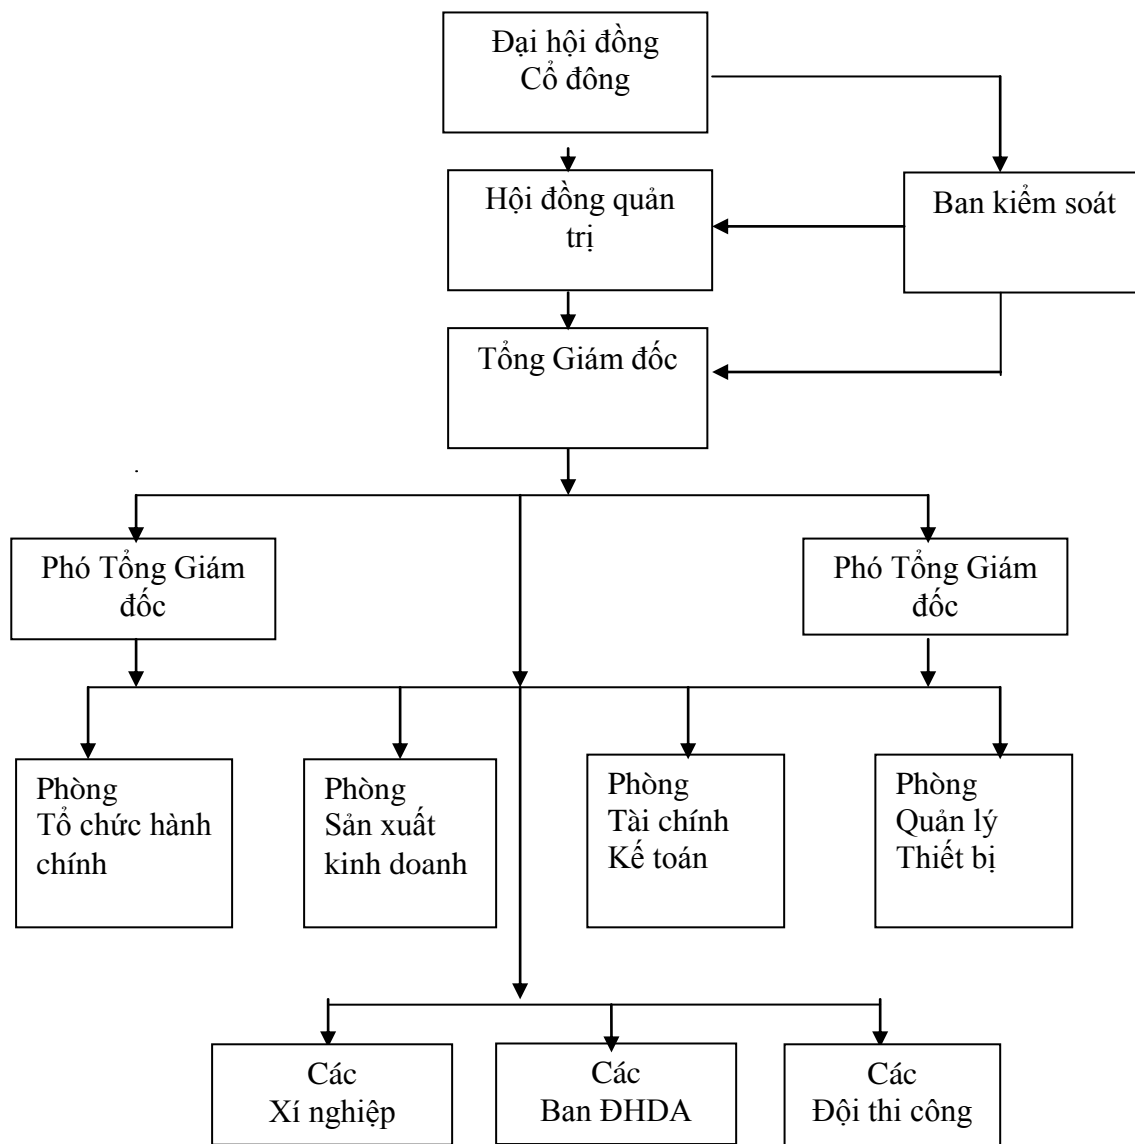 Đại hội đồng
Cổ đông
Hội đồng quản
trị
Ban kiểm soát
Tổng Giám đốc
Phó Tổng Giám
đốc
Phó Tổng Giám
đốc
Phòng
Tổ chức hành
chính
Phòng
Sản xuất
kinh doanh
Phòng
Tài chính
Kế toán
Phòng
Quản lý
Thiết bị
Các
Xí nghiệp
Các
Ban ĐHDA
Các
Đội thi công